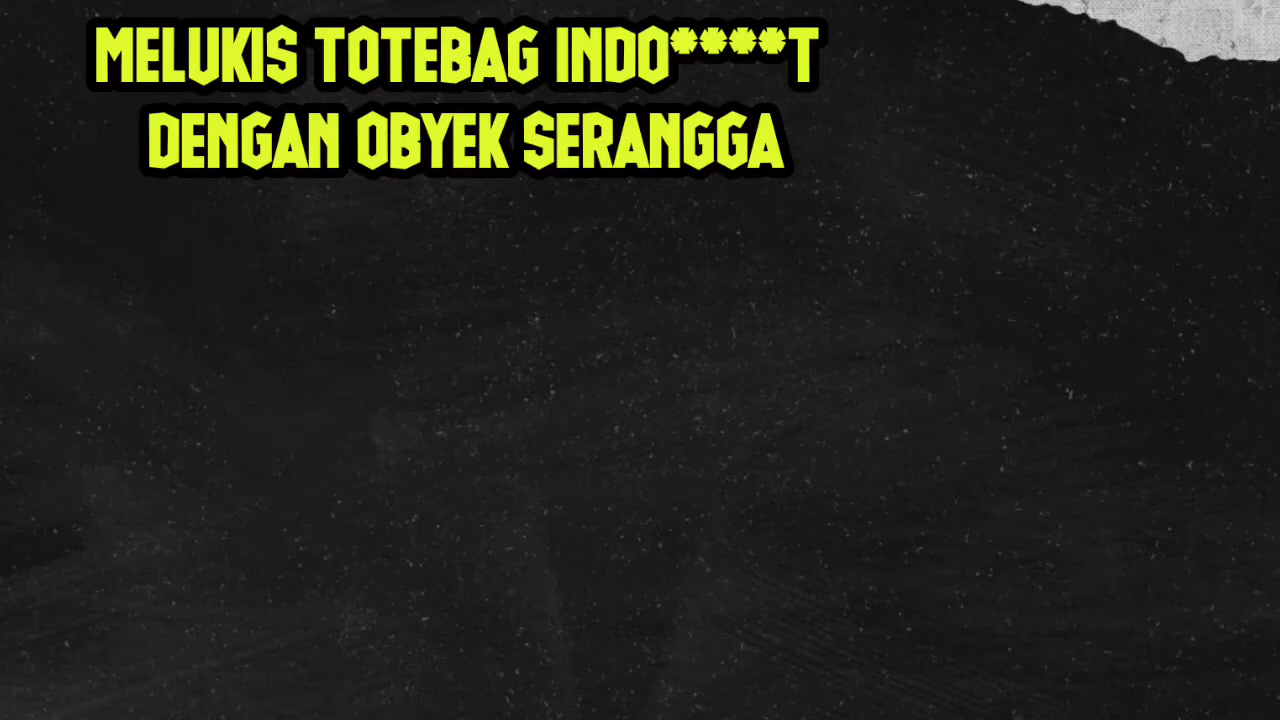 MELUKIS TOTEBAG INDO****T
DENGAN OBYEK SERANGGA